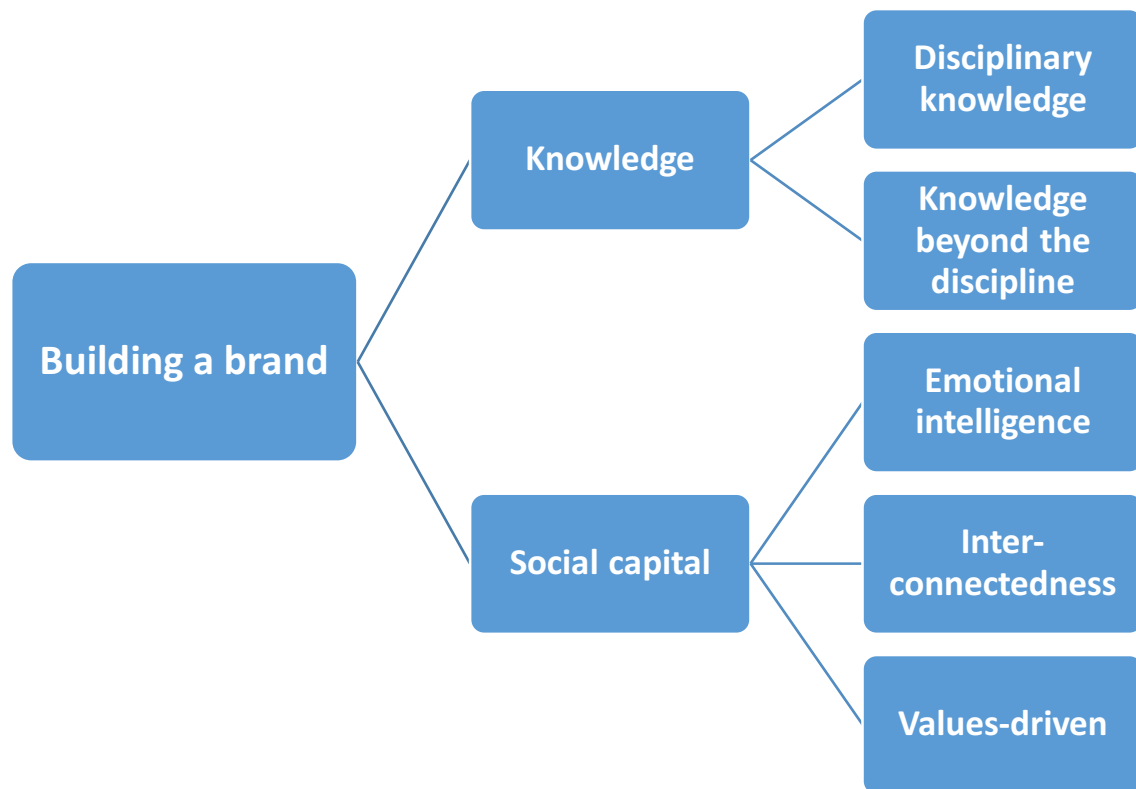 Building a brand
Knowledge
Disciplinary
knowledge
Knowledge
beyond the
discipline
Social capital
Emotional
intelligence
Inter-
connectedness
Values-driven